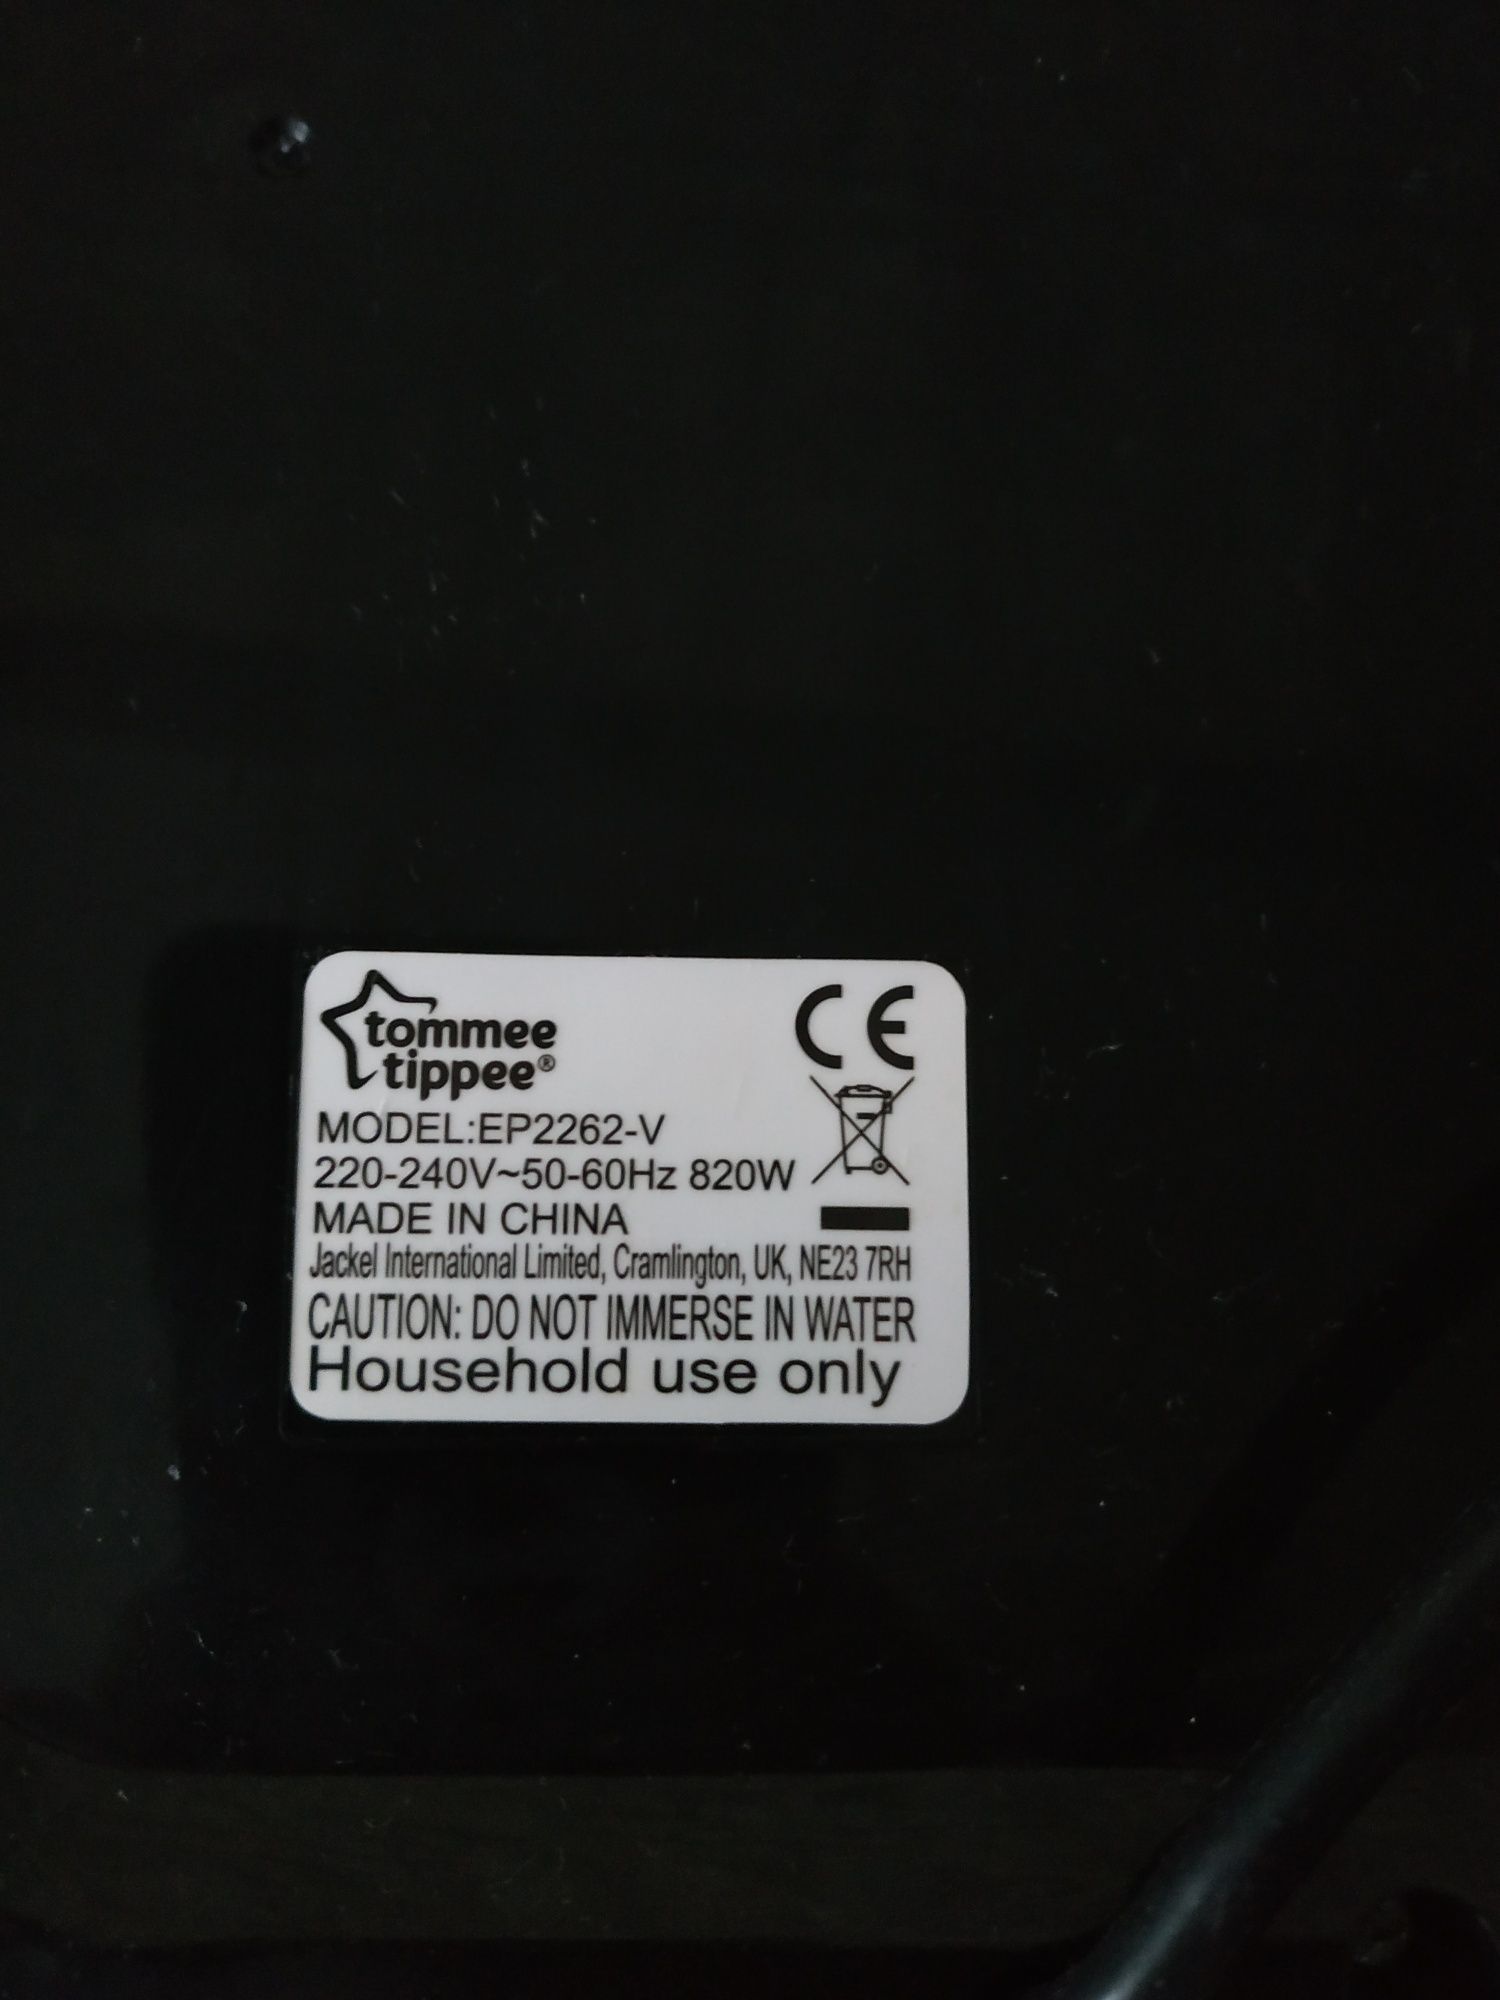 tommee
tippee®
CE
MODEL:EP2262-V
220-240V~50-60Hz 820W
MADE IN CHINA
Jackel International Limited, Cramlington, UK, NE23 7RH
CAUTION: DO NOT IMMERSE IN WATER
Household use only